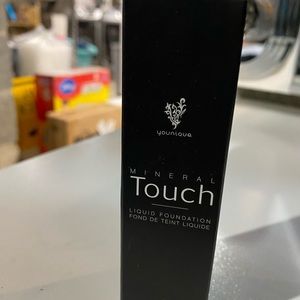 younique
MINERAL
Touch
LIQUID FOUNDATION
FOND DE TEINT LIQUIDE